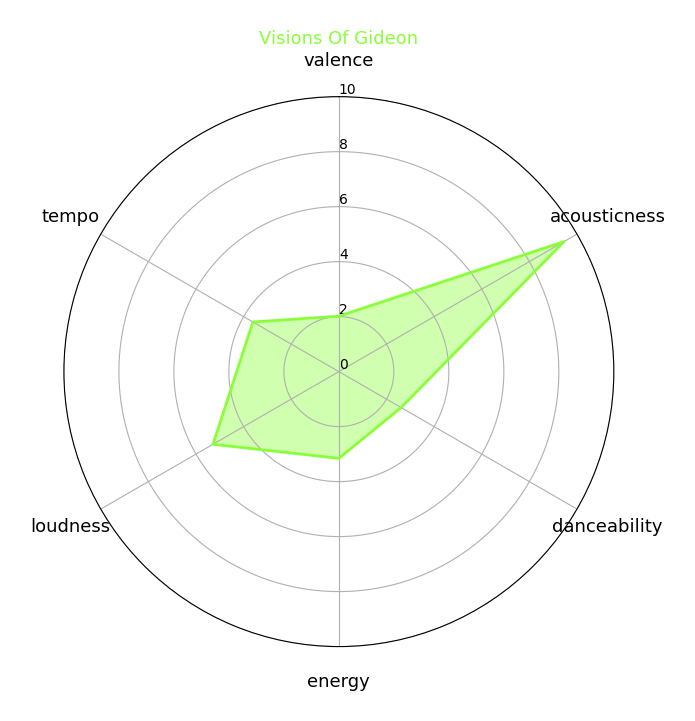 Visions Of Gideon
valence
10
8
6
4
2
0
tempo
acousticness
loudness
danceability
energy